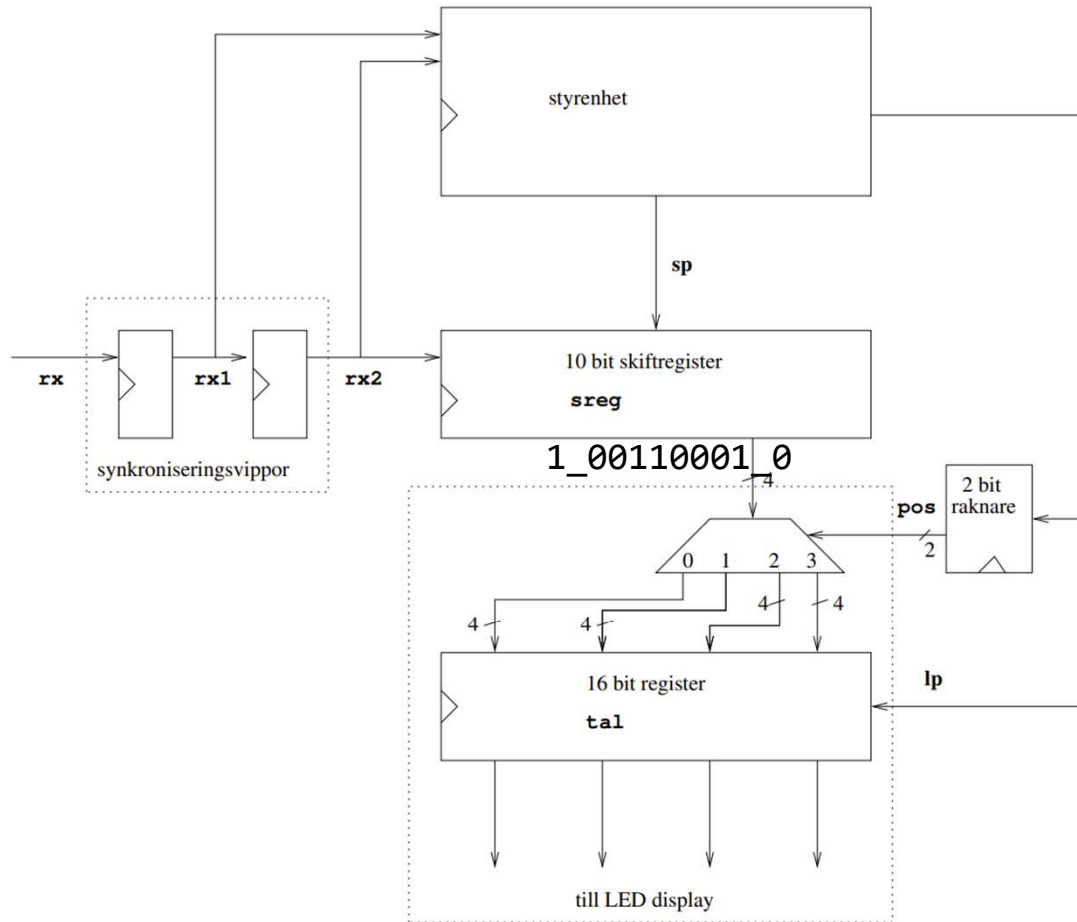 styrenhet
sp
rx
rx1
rx2
10 bit skiftregister
sreg
synkroniseringsvippor
1_00110001_0
4
pos
2 bit
raknare
2
0 1 2 3
4 4 4 4
16 bit register
tal
lp
till LED display